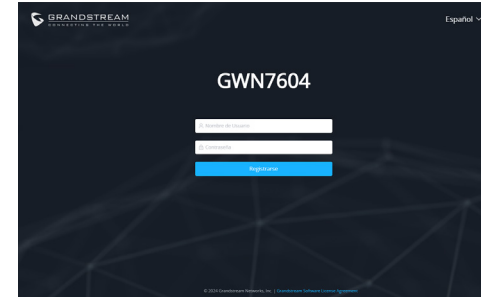 GRANDSTREAM
CONNECTING THE WORLD
Español
GWN7604
Nombre de Usuario
Contraseña
Registrarse
© 2024 Grandstream Networks, Inc. | Grandstream Software License Agreement